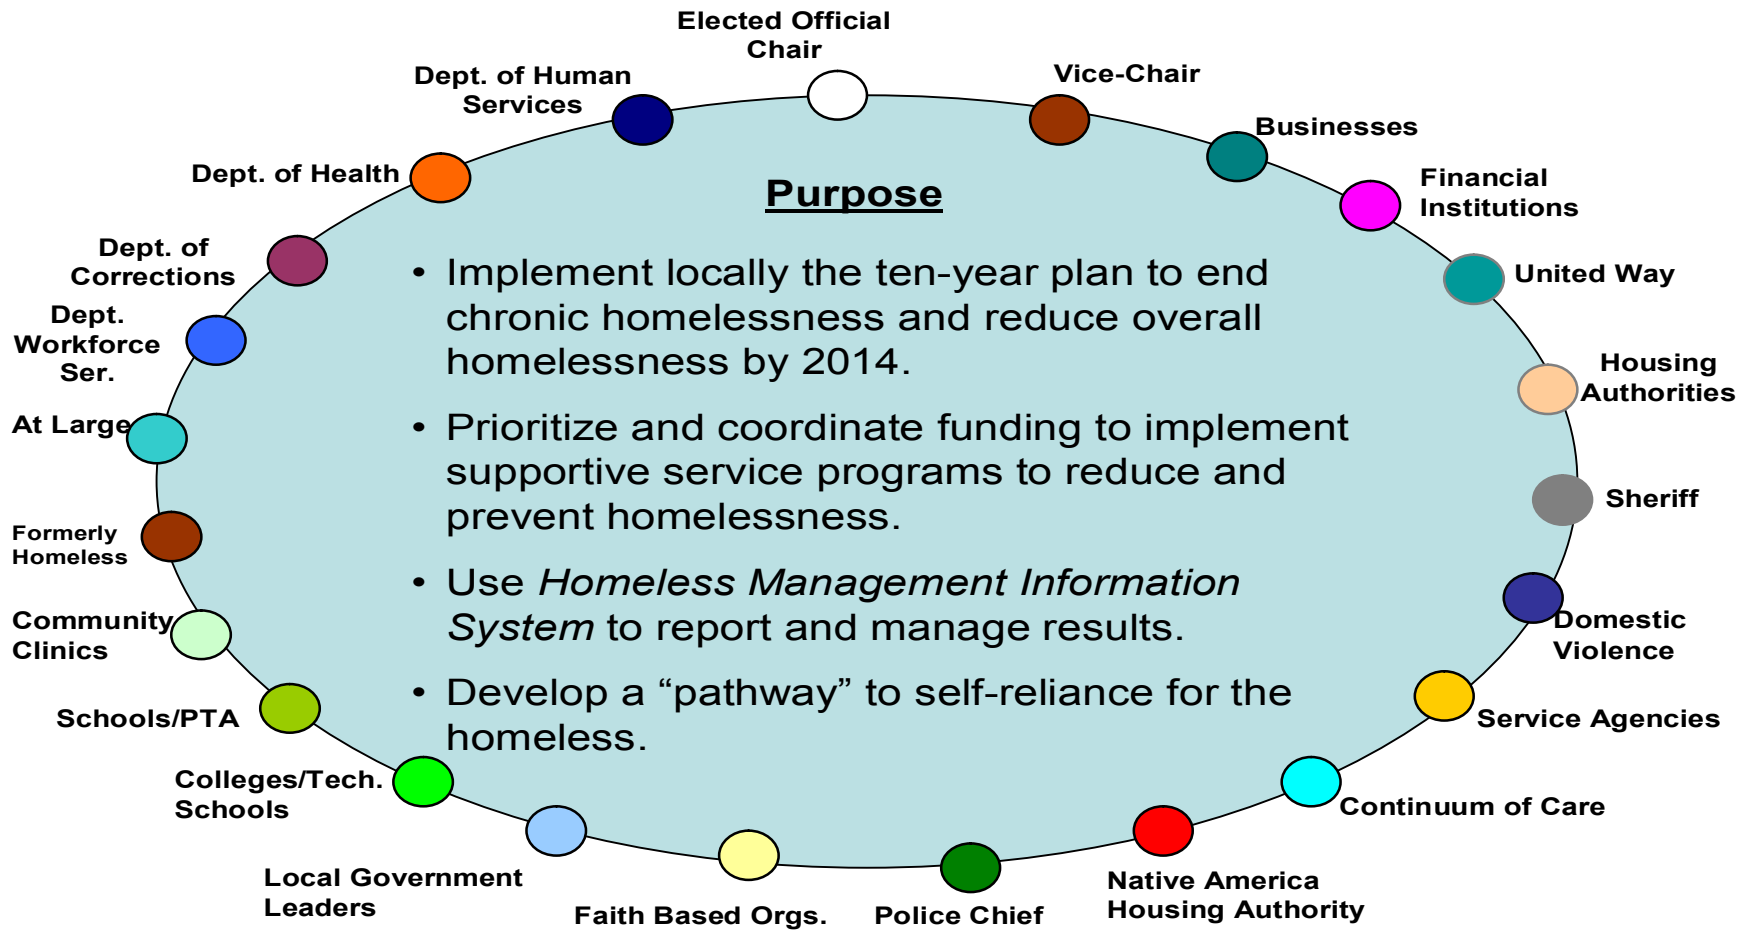 Elected Official
Chair
Dept. of Human
Services
Vice-Chair
Businesses
Dept. of Health
Financial
Institutions
Purpose
Dept. of
Corrections
United Way
• Implement locally the ten-year plan to end
chronic homelessness and reduce overall
homelessness by 2014.
Dept.
Workforce
Ser.
Housing
Authorities
At Large
• Prioritize and coordinate funding to implement
supportive service programs to reduce and
prevent homelessness.
Sheriff
Formerly
Homeless
• Use Homeless Management Information
System to report and manage results.
Community
Clinics
Domestic
Violence
• Develop a “pathway” to self-reliance for the
homeless.
Schools/PTA
Service Agencies
Colleges/Tech.
Schools
Continuum of Care
Local Government
Leaders
Faith Based Orgs.
Police Chief
Native America
Housing Authority